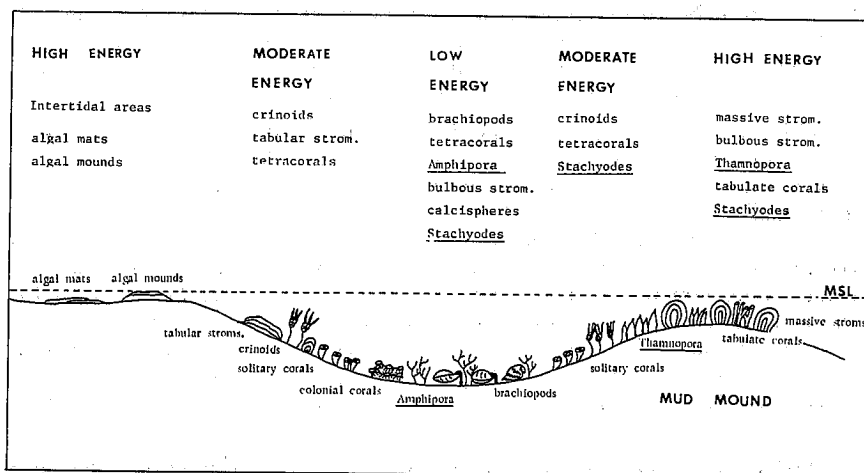 HIGH ENERGY
Intertidal areas
algal mats
algal mounds
MODERATE
ENERGY
crinoids
tabular strom.
tetracorals
LOW
ENERGY
brachiopods
tetracorals
Amphipora
bulbous strom.
calcispheres
Stachyodes
MODERATE
ENERGY
crinoids
tetracorals
Stachyodes
HIGH ENERGY
massive strom.
bulbous strom.
Thamnopora
tabulate corals
Stachyodes
algal mats
algal mounds
MSL
tabular stroms.
crinoids
solitary corals
colonial corals
Amphipora
brachiopods
solitary corals
Thamnopora
tabulate corals
massive stroms
MUD MOUND